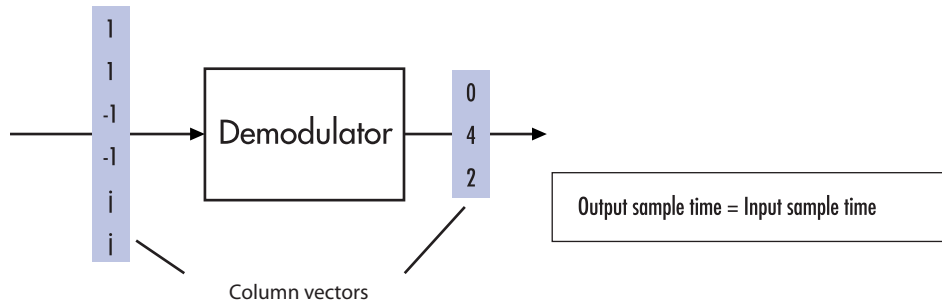 1
1
-1
-1
i
i
Demodulator
0
4
2
Output sample time = Input sample time
Column vectors